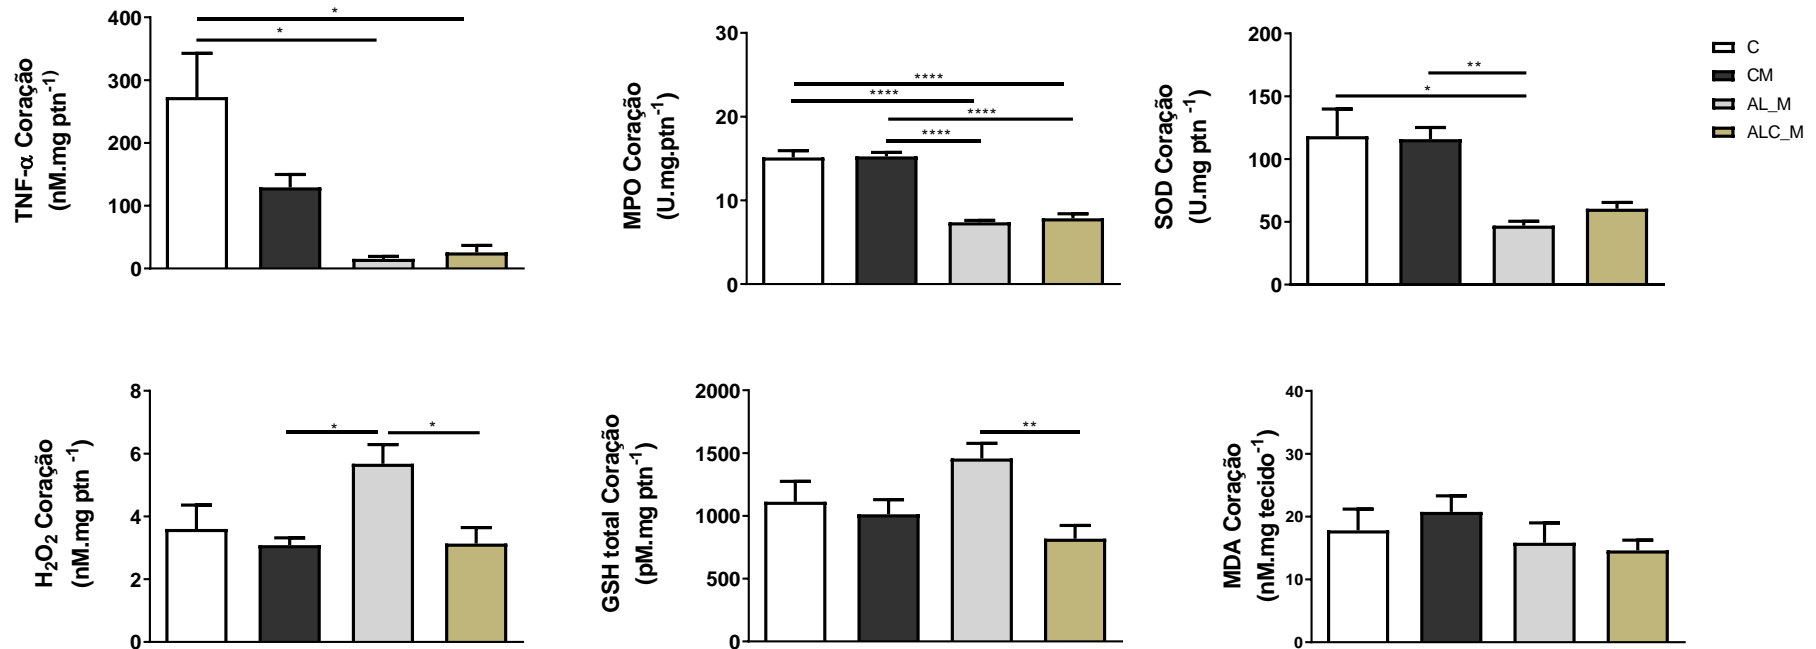 TNF-α Coração
(nM.mg ptn⁻¹)
400
300
200
100
0
*
*
MPO Coração
(U.mg.ptn⁻¹)
30
20
10
0
****
****
****
****
SOD Coração
(U.mg ptn⁻¹)
200
150
100
50
0
**
*
C
CM
AL_M
ALC_M
H₂O₂ Coração
(nM.mg ptn⁻¹)
8
6
4
2
0
*
*
GSH total Coração
(pM.mg ptn⁻¹)
2000
1500
1000
500
0
**
MDA Coração
(nM.mg tecido⁻¹)
40
30
20
10
0